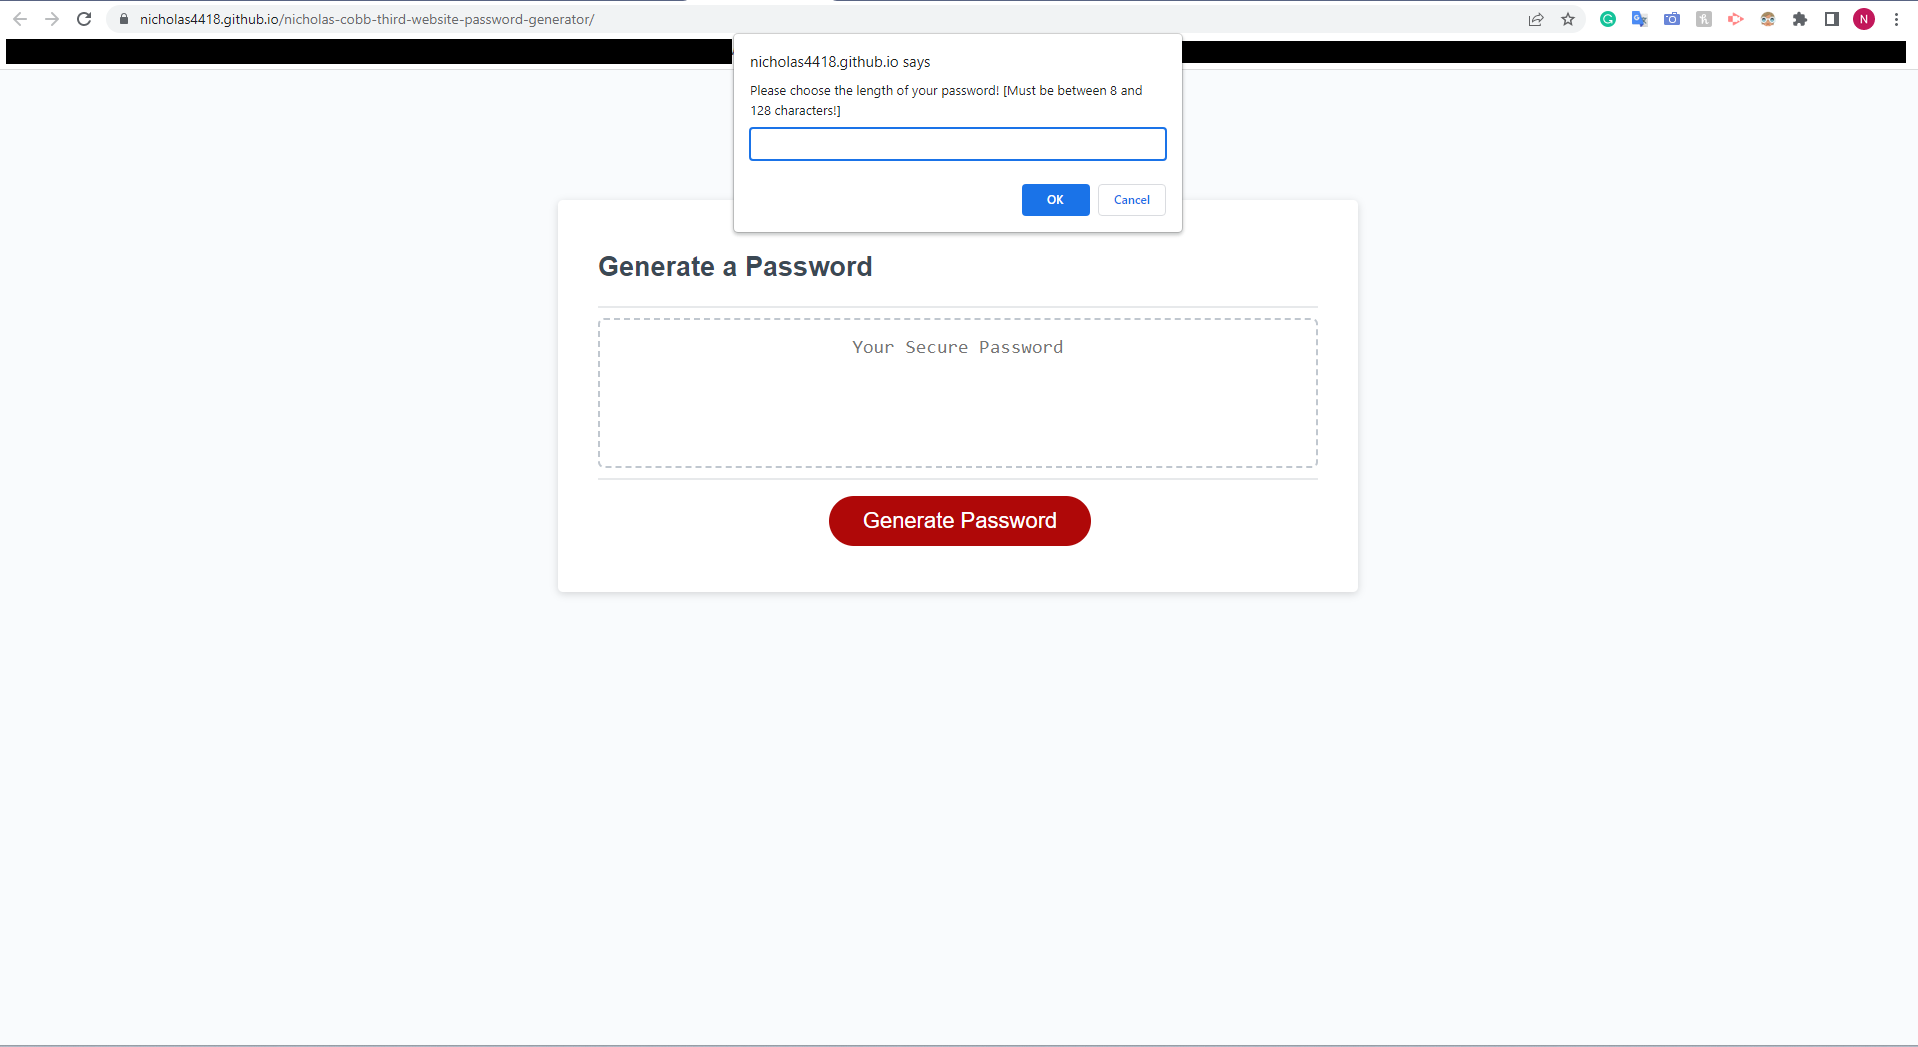 nicholas4418.github.io/nicholas-cobb-third-website-password-generator/
N
nicholas4418.github.io says
Please choose the length of your password! [Must be between 8 and
128 characters!]
OK
Cancel
Generate a Password
Your Secure Password
Generate Password